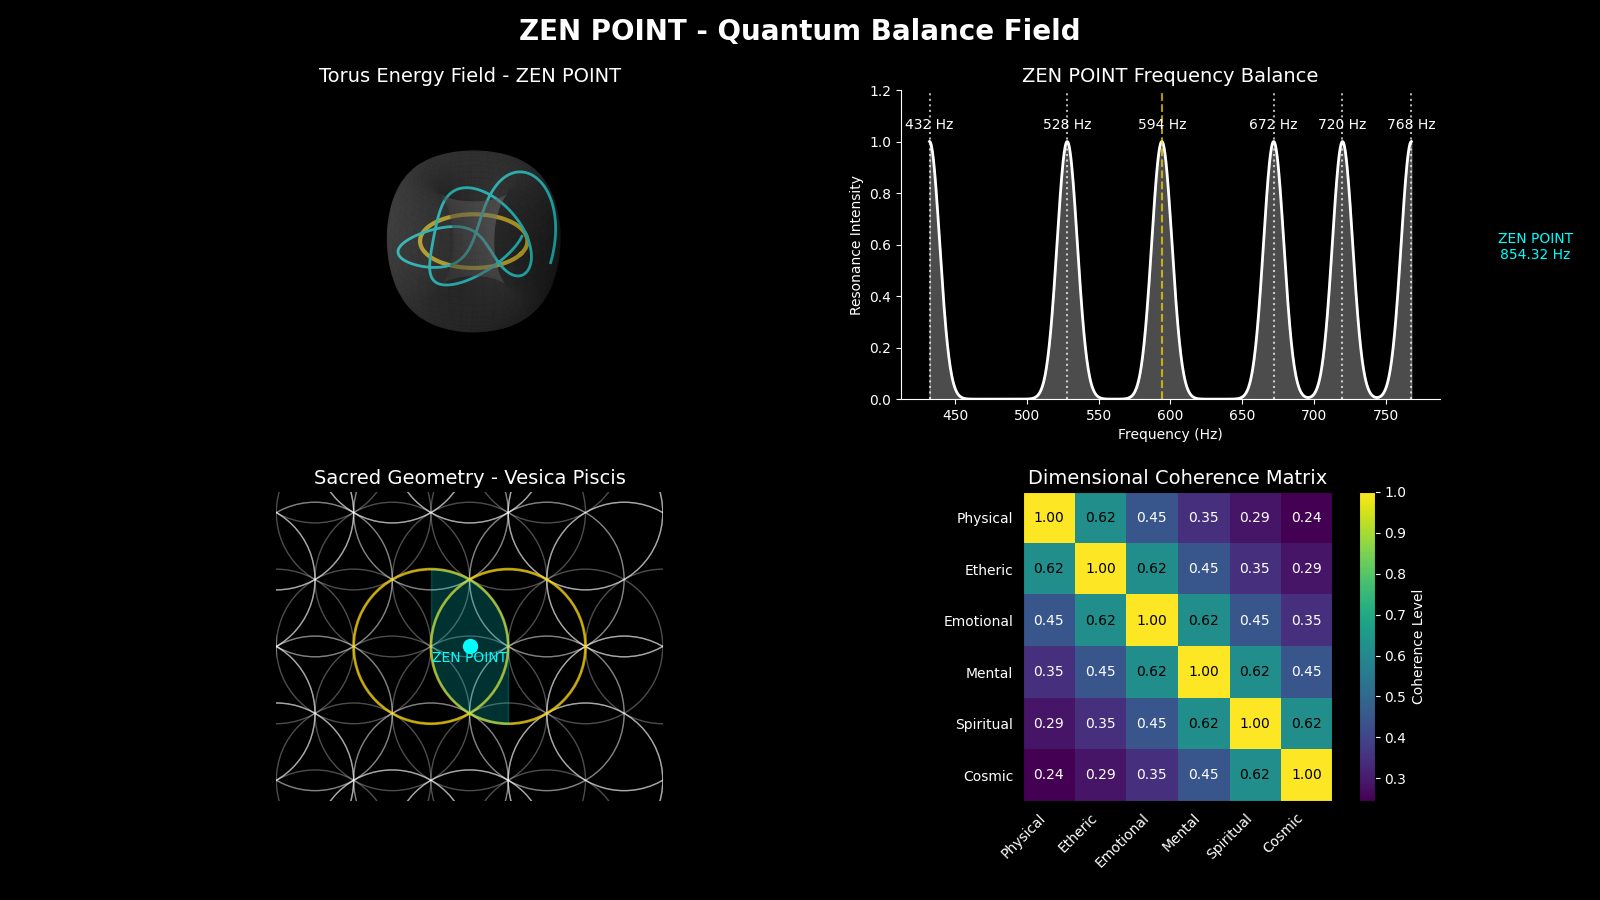 ZEN POINT - Quantum Balance Field
Torus Energy Field - ZEN POINT
ZEN POINT Frequency Balance
1.2
1.0
0.8
0.6
0.4
0.2
0.0
Resonance Intensity
432 Hz
528 Hz
594 Hz
672 Hz
720 Hz
768 Hz
450
500
550
600
650
700
750
Frequency (Hz)
ZEN POINT
854.32 Hz
Sacred Geometry - Vesica Piscis
ZEN POINT
Dimensional Coherence Matrix
Physical 1.00 0.62 0.45 0.35 0.29 0.24
Etheric 0.62 1.00 0.62 0.45 0.35 0.29
Emotional 0.45 0.62 1.00 0.62 0.45 0.35
Mental 0.35 0.45 0.62 1.00 0.62 0.45
Spiritual 0.29 0.35 0.45 0.62 1.00 0.62
Cosmic 0.24 0.29 0.35 0.45 0.62 1.00
Physical
Etheric
Emotional
Mental
Spiritual
Cosmic
1.0
0.9
0.8
0.7
0.6
0.5
0.4
0.3
Coherence Level